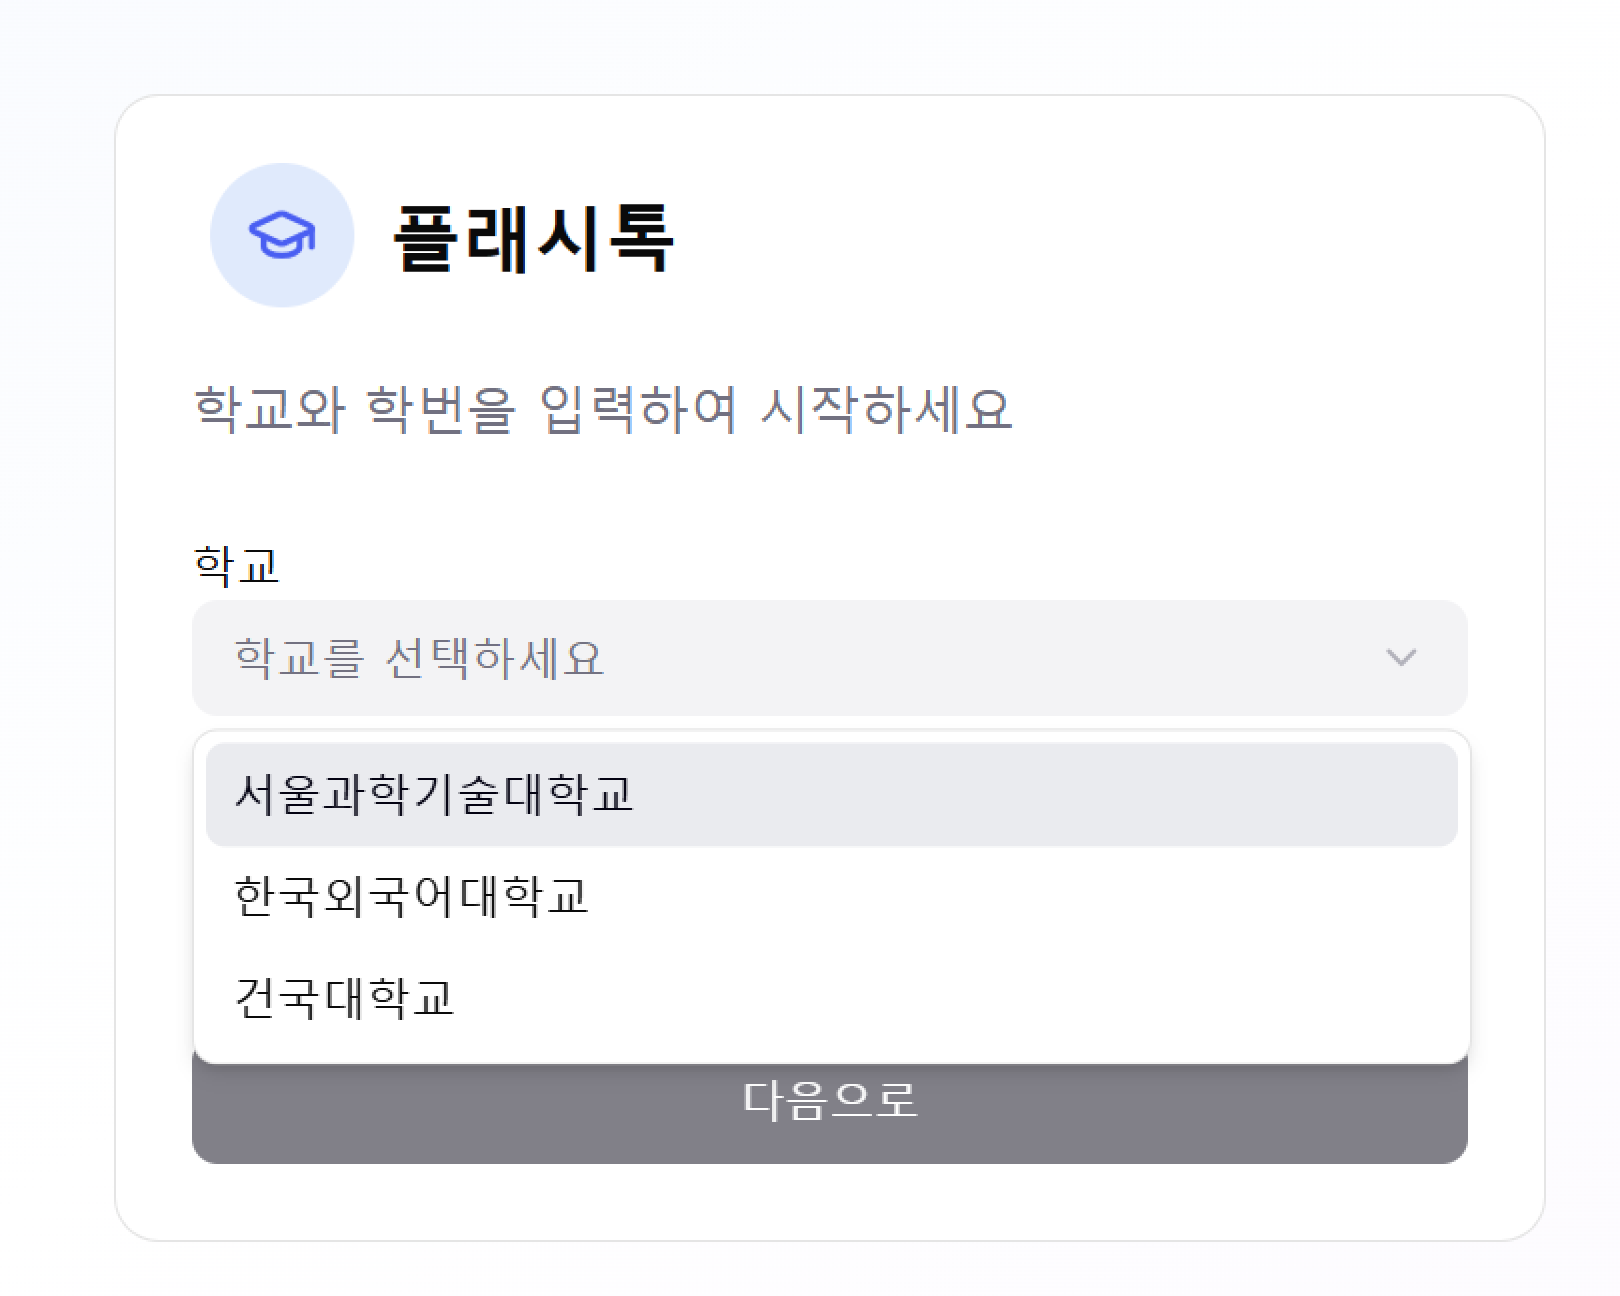 플래시톡
학교와 학번을 입력하여 시작하세요
학교
학교를 선택하세요
서울과학기술대학교
한국외국어대학교
건국대학교
다음으로